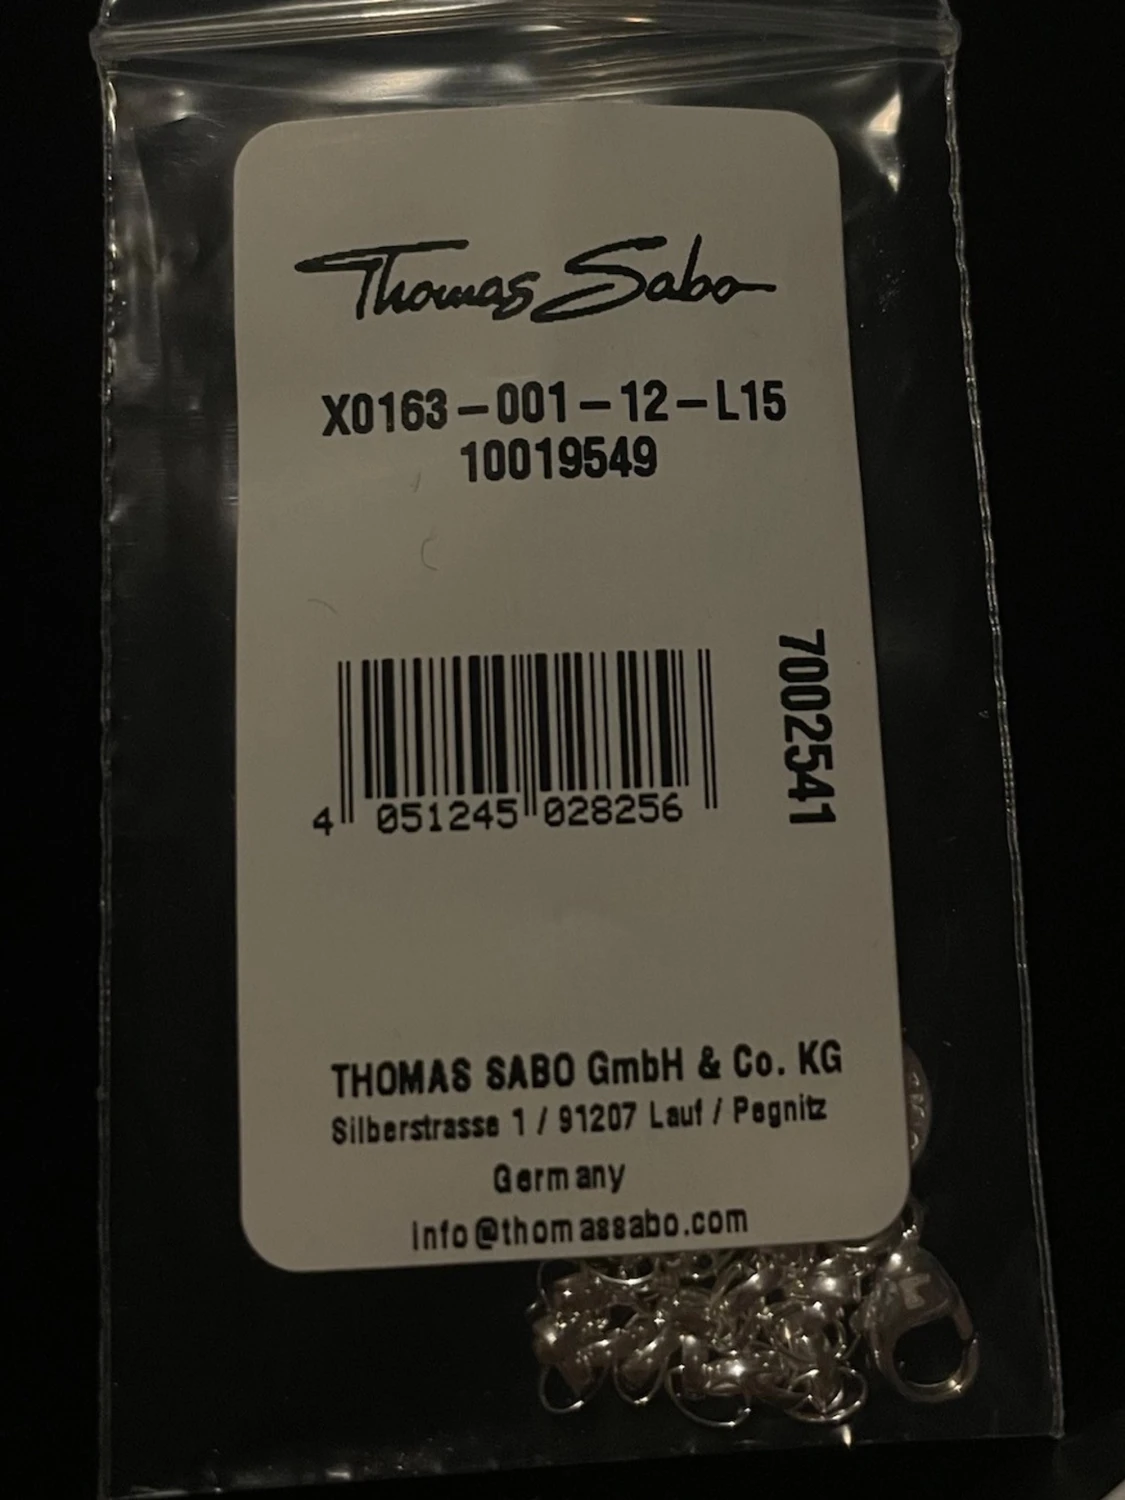 Thomas Sabo
X0163-001-12-L15
10019549
7002541
4 051245 028256
THOMAS SABO GmbH & Co. KG
Silberstrasse 1 / 91207 Lauf / Pegnitz
Germany
info@thomassabo.com